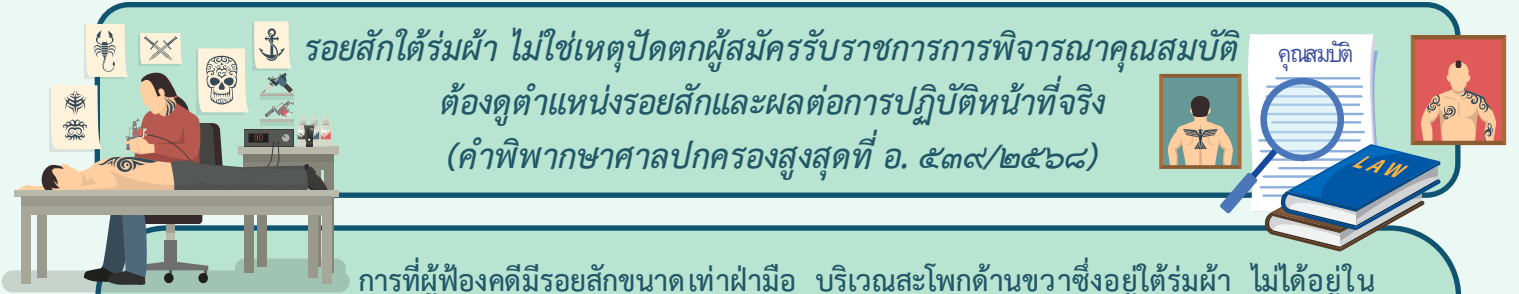 รอยสักใต้ร่มผ้า ไม่ใช่เหตุปัดตกผู้สมัครรับราชการการพิจารณาคุณสมบัติ
ต้องดูตำแหน่งรอยสักและผลต่อการปฏิบัติหน้าที่จริง
(คำพิพากษาศาลปกครองสูงสุดที่ อ. ๕๓๙/๒๕๖๘)
คุณสมบัติ
LAW
90
การที่ผู้ฟ้องคดีมีรอยสักขนาดเท่าฝ่ามือ บริเวณสะโพกด้านขวาซึ่งอยู่ใต้ร่มผ้า ไม่ได้อยู่ใน